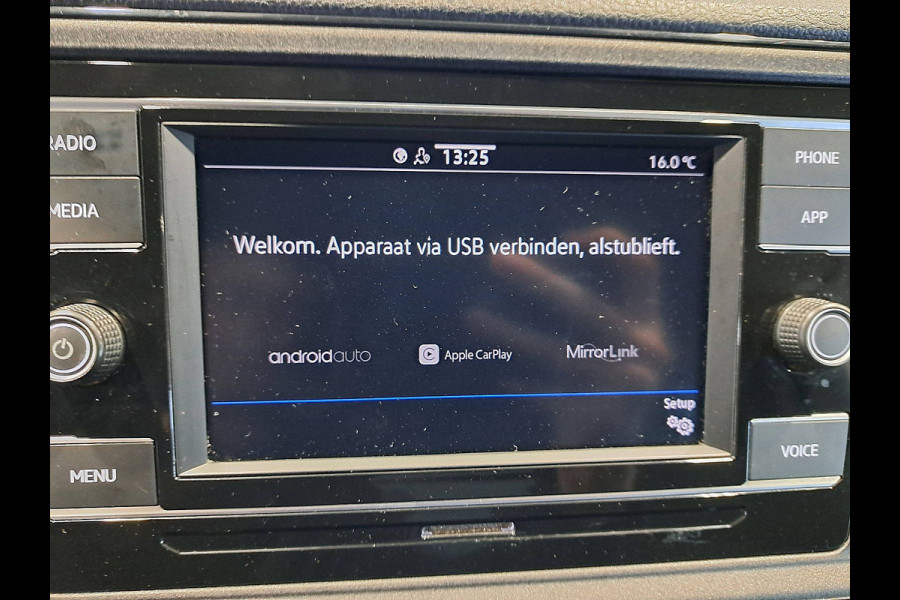 RADIO
MEDIA
MENU
13:25
16.0°C
Welkom. Apparaat via USB verbinden, alstublieft.
androidauto
Apple CarPlay
MirrorLink
Setup
PHONE
APP
VOICE